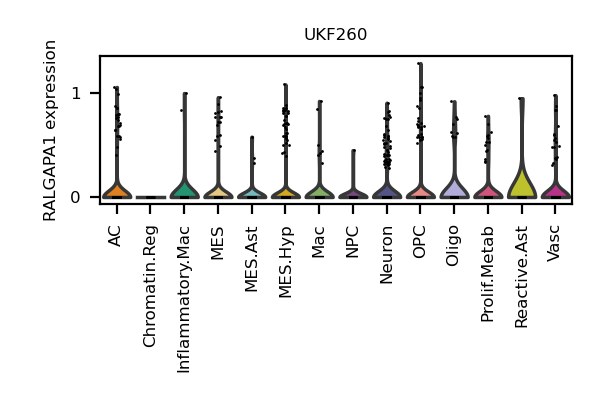 UKF260
RALGAPA1 expression
1
0
AC
Chromatin.Reg
Inflammatory.Mac
MES
MES.Ast
MES.Hyp
Mac
NPC
Neuron
OPC
Oligo
Prolif.Metab
Reactive.Ast
Vasc